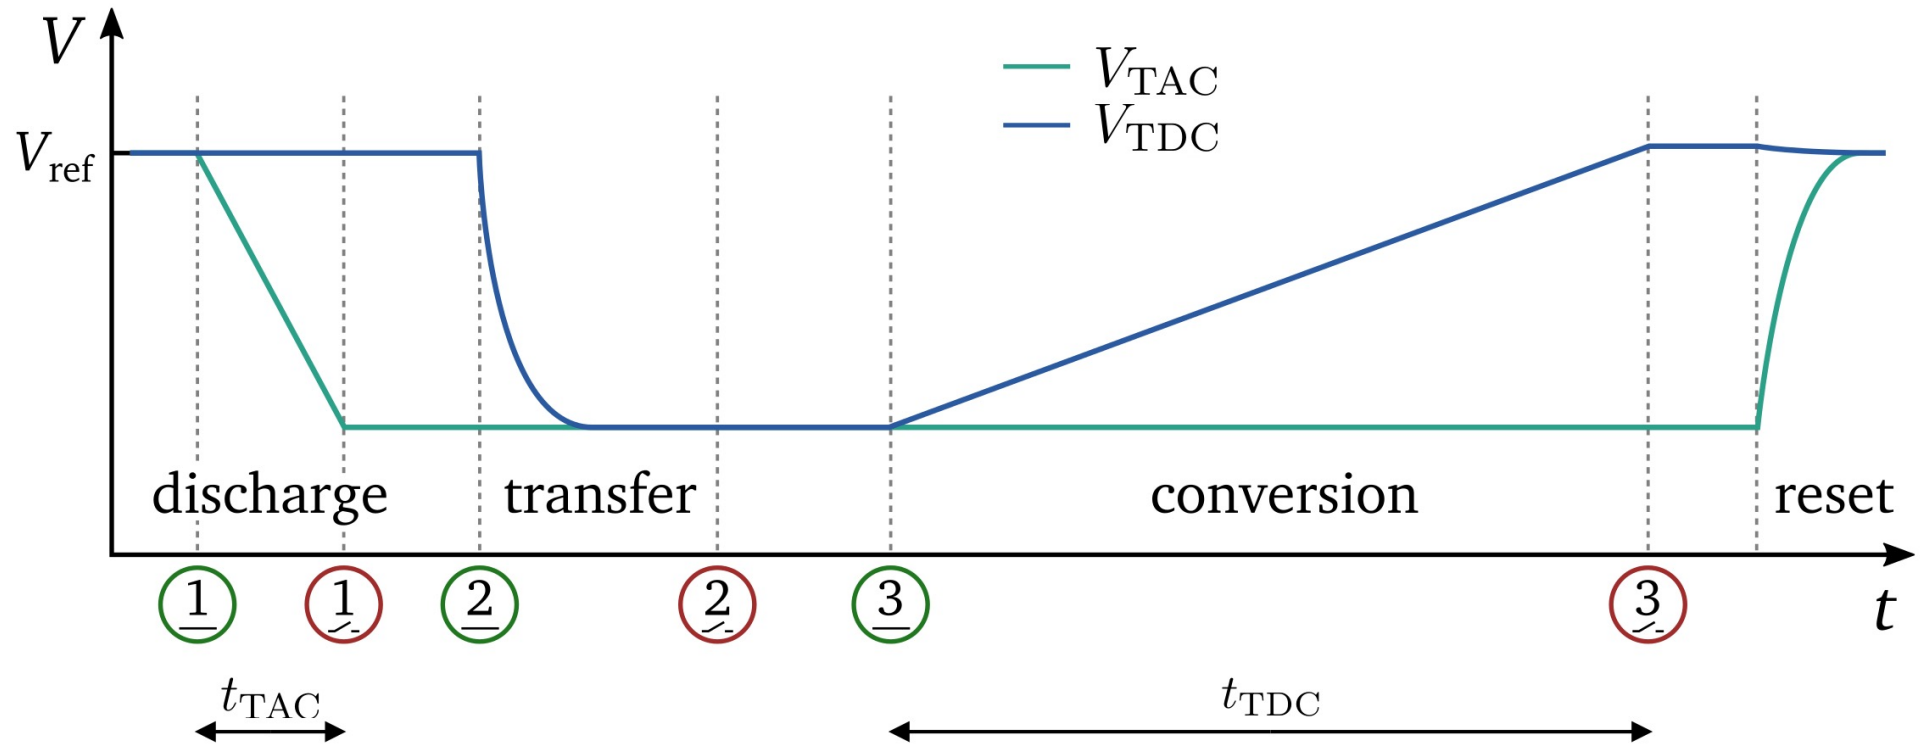 V
V_TAC
V_TDC
V_ref
discharge transfer conversion reset
1 1 2 2 3 3 t
t_TAC t_TDC